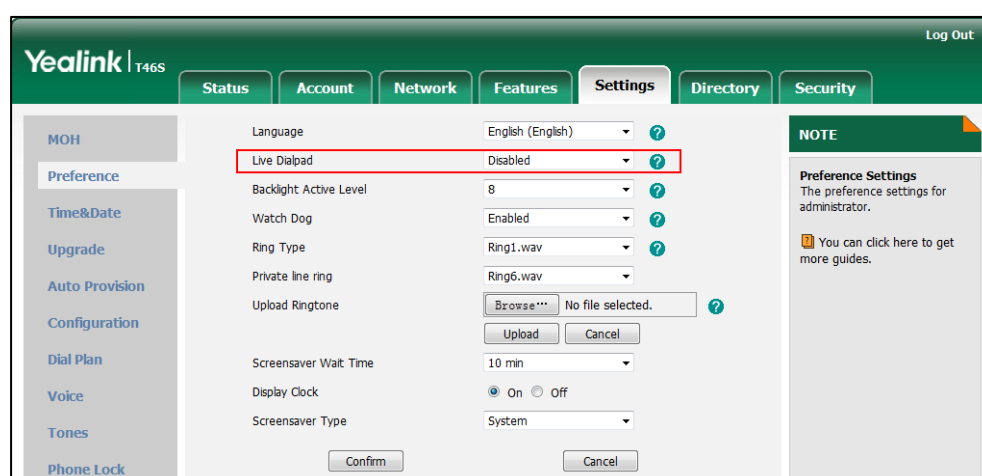 Log Out
Yealink | T46S
Status Account Network Features Settings Directory Security
MOH
Preference
Time&Date
Upgrade
Auto Provision
Configuration
Dial Plan
Voice
Tones
Phone Lock
Language English (English) ?
Live Dialpad Disabled ?
Backlight Active Level 8 ?
Watch Dog Enabled ?
Ring Type Ring1.wav ?
Private line ring Ring6.wav
Upload Ringtone Browse... No file selected. ?
Upload Cancel
Screensaver Wait Time 10 min
Display Clock On Off
Screensaver Type System
Confirm Cancel
NOTE
Preference Settings
The preference settings for
administrator.
? You can click here to get
more guides.